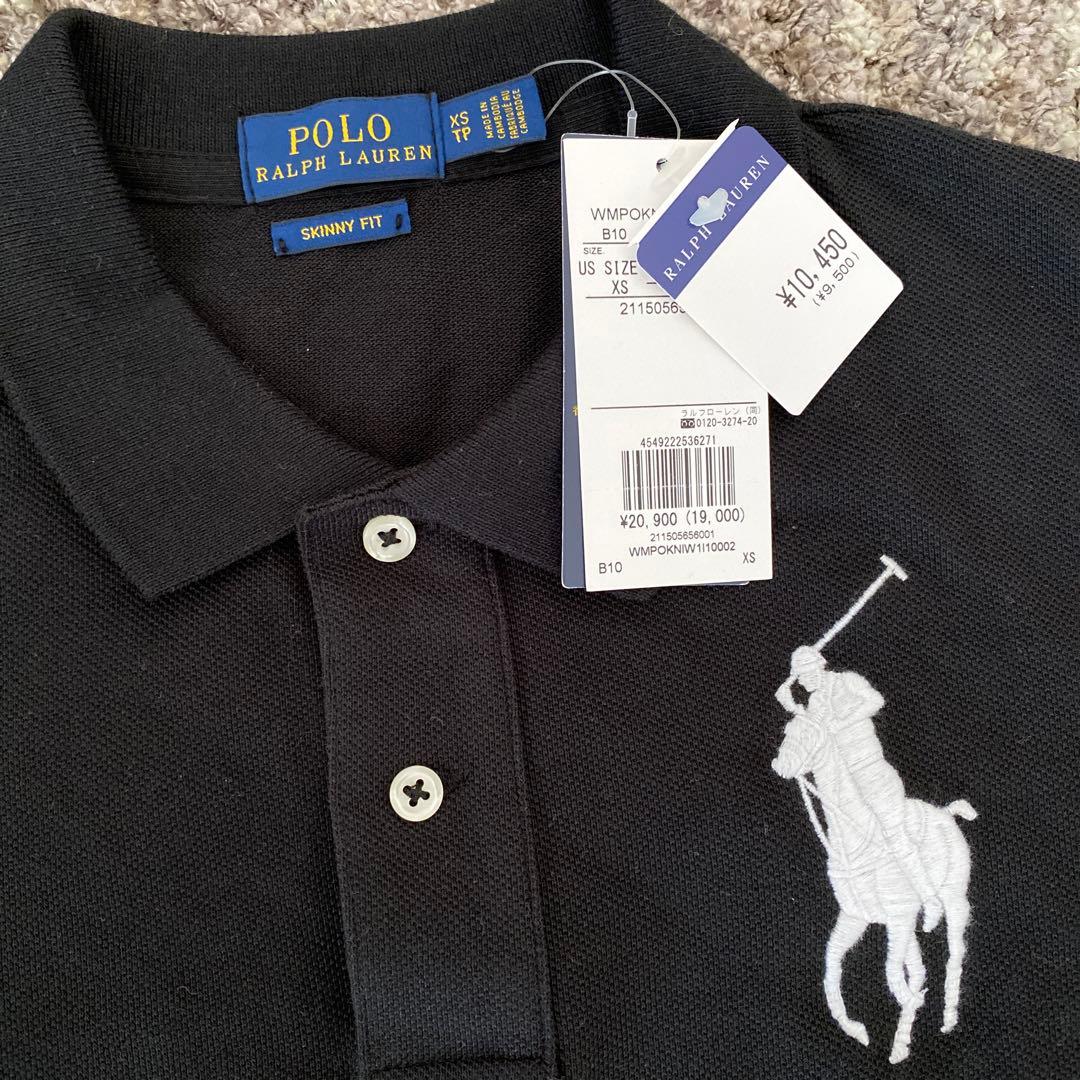 POLO
RALPH LAUREN
XS
TP
MADE IN
CAMBODIA
FABRIQUÉ AU
CAMBODGE
SKINNY FIT
B10
SIZE.
US SIZE
XS
RALPH LAUREN
¥10,450
(¥9,500)
ラルフローレン (同)
0120-3274-20
4549222536271
¥20,900 (19,000)
211505656001
WMPOKNIW1I10002
B10
XS